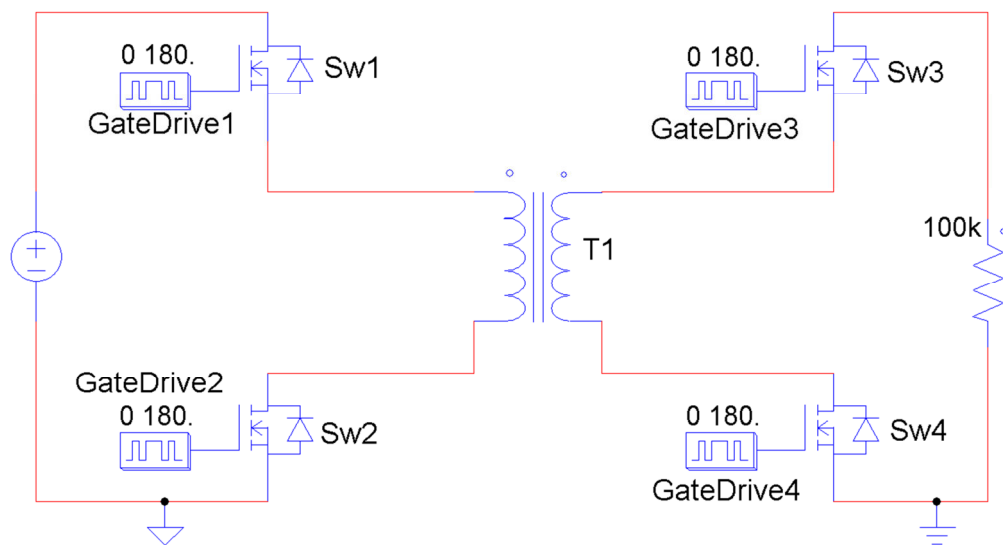 0 180.
Sw1
GateDrive1
0 180.
Sw3
GateDrive3
100k
T1
GateDrive2
0 180.
Sw2
0 180.
Sw4
GateDrive4